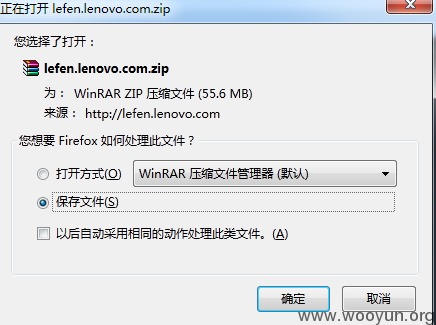 正在打开 lefen.lenovo.com.zip
您选择了打开：
lefen.lenovo.com.zip
为： WinRAR ZIP 压缩文件 (55.6 MB)
来源： http://lefen.lenovo.com
您想要 Firefox 如何处理此文件？
打开方式(O) WinRAR 压缩文件管理器 (默认)
保存文件(S)
以后自动采用相同的动作处理此类文件。(A)
确定 取消
www.wooyun.org